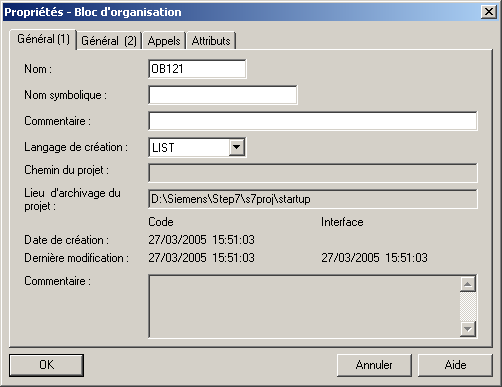 Propriétés - Bloc d'organisation
Général (1) Général (2) Appels Attributs
Nom : OB121
Nom symbolique :
Commentaire :
Langage de création : LIST
Chemin du projet :
Lieu d'archivage du
projet : D:\Siemens\Step7\s7proj\startup
Code Interface
Date de création : 27/03/2005 15:51:03
Dernière modification : 27/03/2005 15:51:03 27/03/2005 15:51:03
Commentaire :
OK Annuler Aide